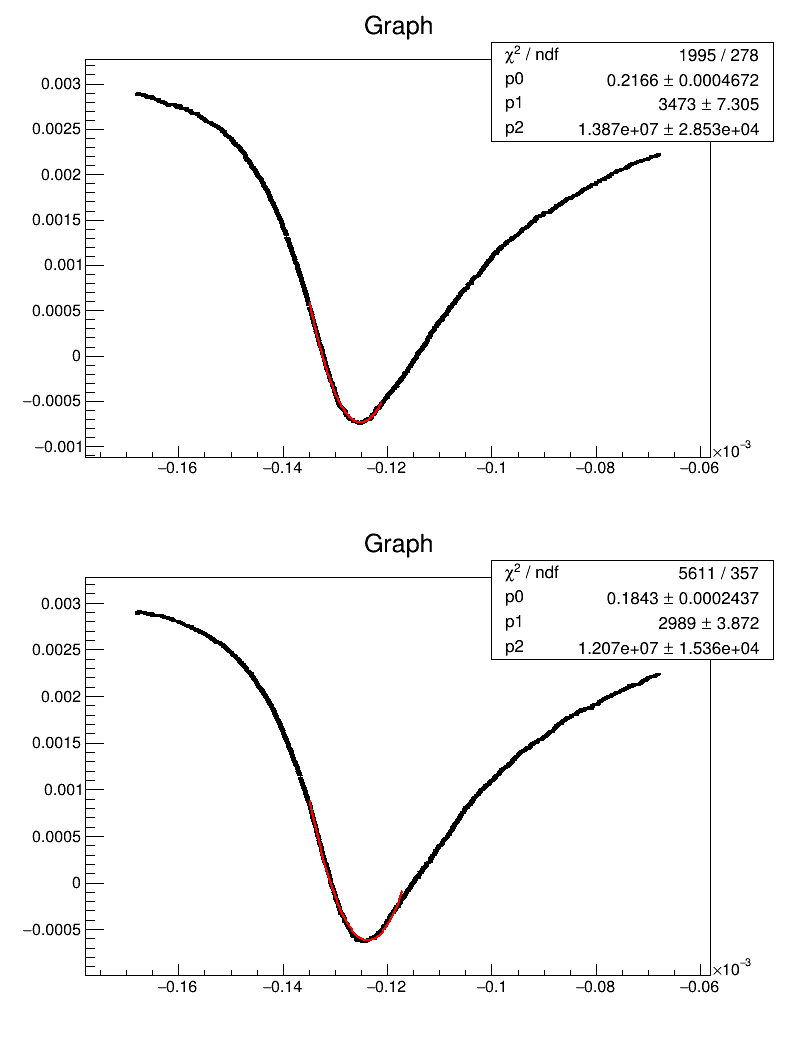 Graph
χ² / ndf 1995 / 278
p0 0.2166 ± 0.0004672
p1 3473 ± 7.305
p2 1.387e+07 ± 2.853e+04
0.003
0.0025
0.002
0.0015
0.001
0.0005
0
−0.0005
−0.001
−0.16 −0.14 −0.12 −0.1 −0.08 −0.06
×10⁻³
Graph
χ² / ndf 5611 / 357
p0 0.1843 ± 0.0002437
p1 2989 ± 3.872
p2 1.207e+07 ± 1.536e+04
0.003
0.0025
0.002
0.0015
0.001
0.0005
0
−0.0005
−0.16 −0.14 −0.12 −0.1 −0.08 −0.06
×10⁻³